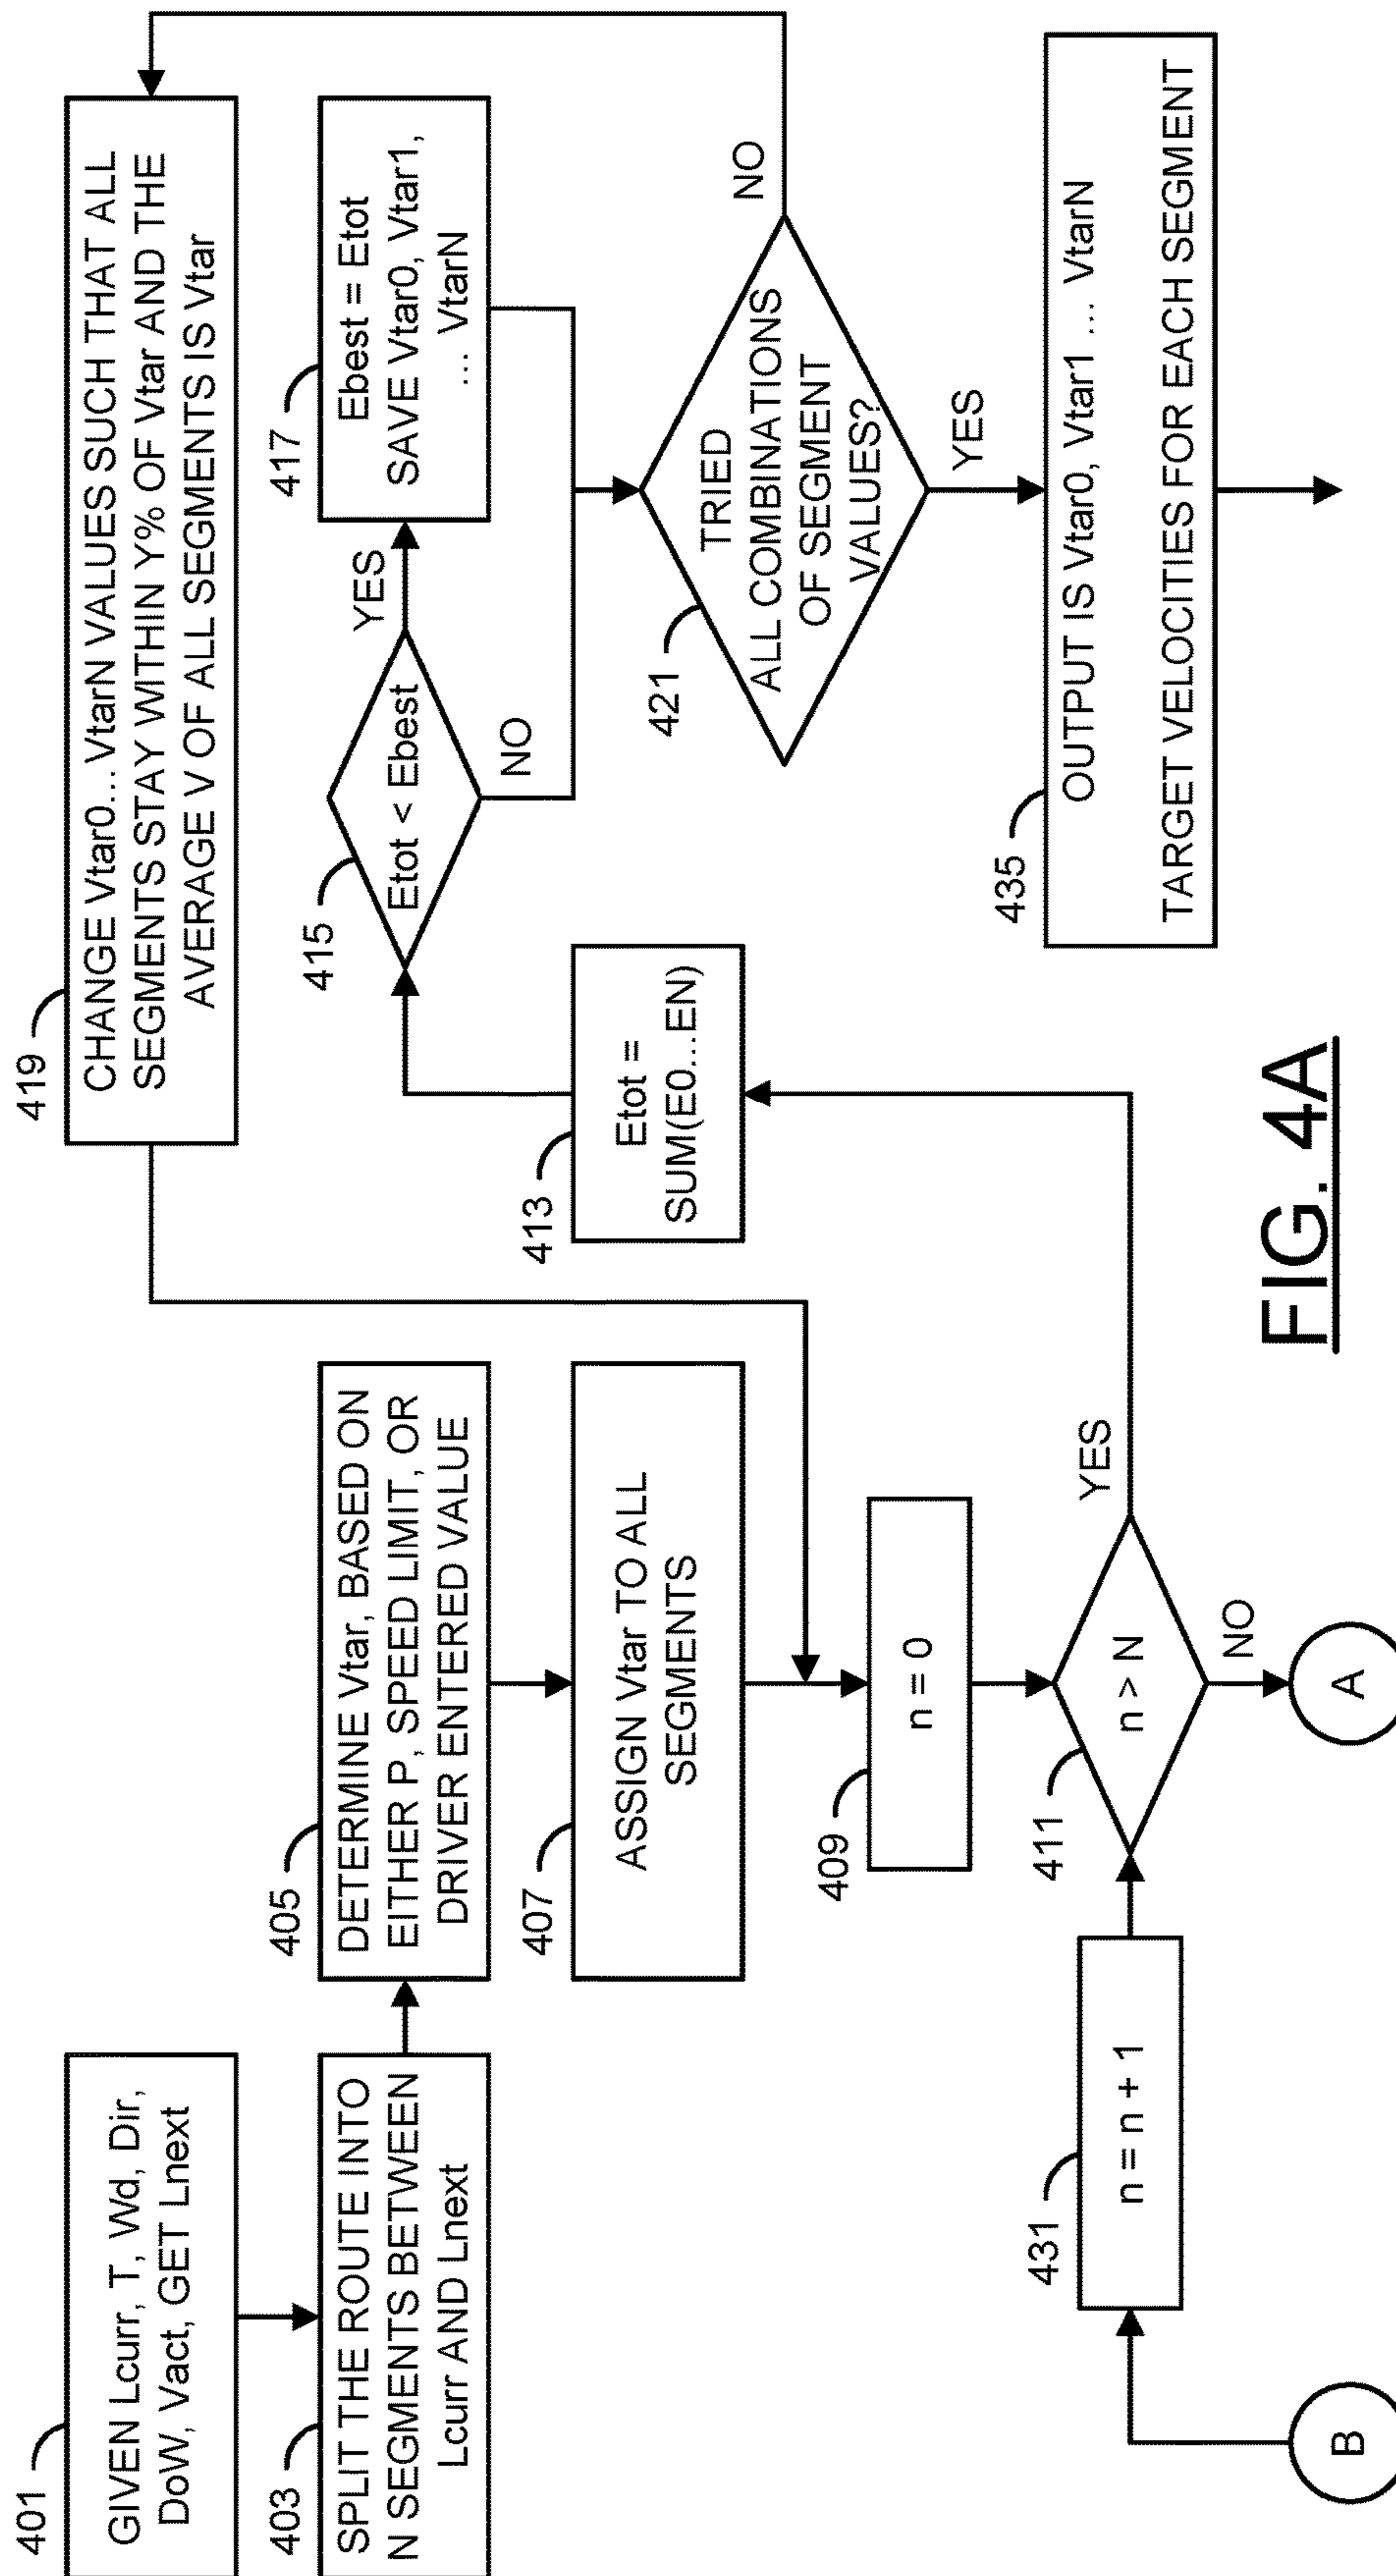 401
GIVEN Lcurr, T, Wd, Dir,
DoW, Vact, GET Lnext
403
SPLIT THE ROUTE INTO
N SEGMENTS BETWEEN
Lcurr AND Lnext
405
DETERMINE Vtar, BASED ON
EITHER P, SPEED LIMIT, OR
DRIVER ENTERED VALUE
407
ASSIGN Vtar TO ALL
SEGMENTS
409
n = 0
411
n > N
YES
NO
A
B
431
n = n + 1
413
Etot =
SUM(E0...EN)
415
Etot < Ebest
YES
NO
417
Ebest = Etot
SAVE Vtar0, Vtar1,
... VtarN
419
CHANGE Vtar0...VtarN VALUES SUCH THAT ALL
SEGMENTS STAY WITHIN Y% OF Vtar AND THE
AVERAGE V OF ALL SEGMENTS IS Vtar
421
TRIED
ALL COMBINATIONS
OF SEGMENT
VALUES?
NO
YES
435
OUTPUT IS Vtar0, Vtar1 ... VtarN
TARGET VELOCITIES FOR EACH SEGMENT
FIG. 4A